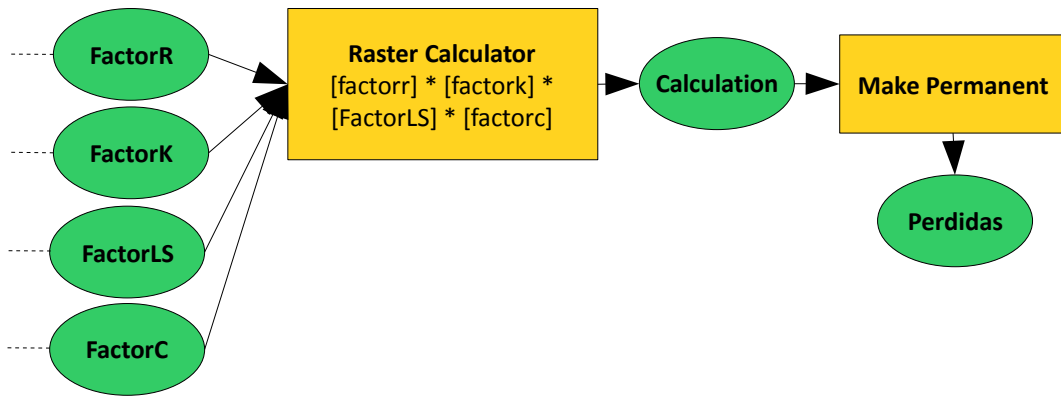 FactorR
FactorK
FactorLS
FactorC
Raster Calculator
[factorr] * [factork] *
[FactorLS] * [factorc]
Calculation
Make Permanent
Perdidas